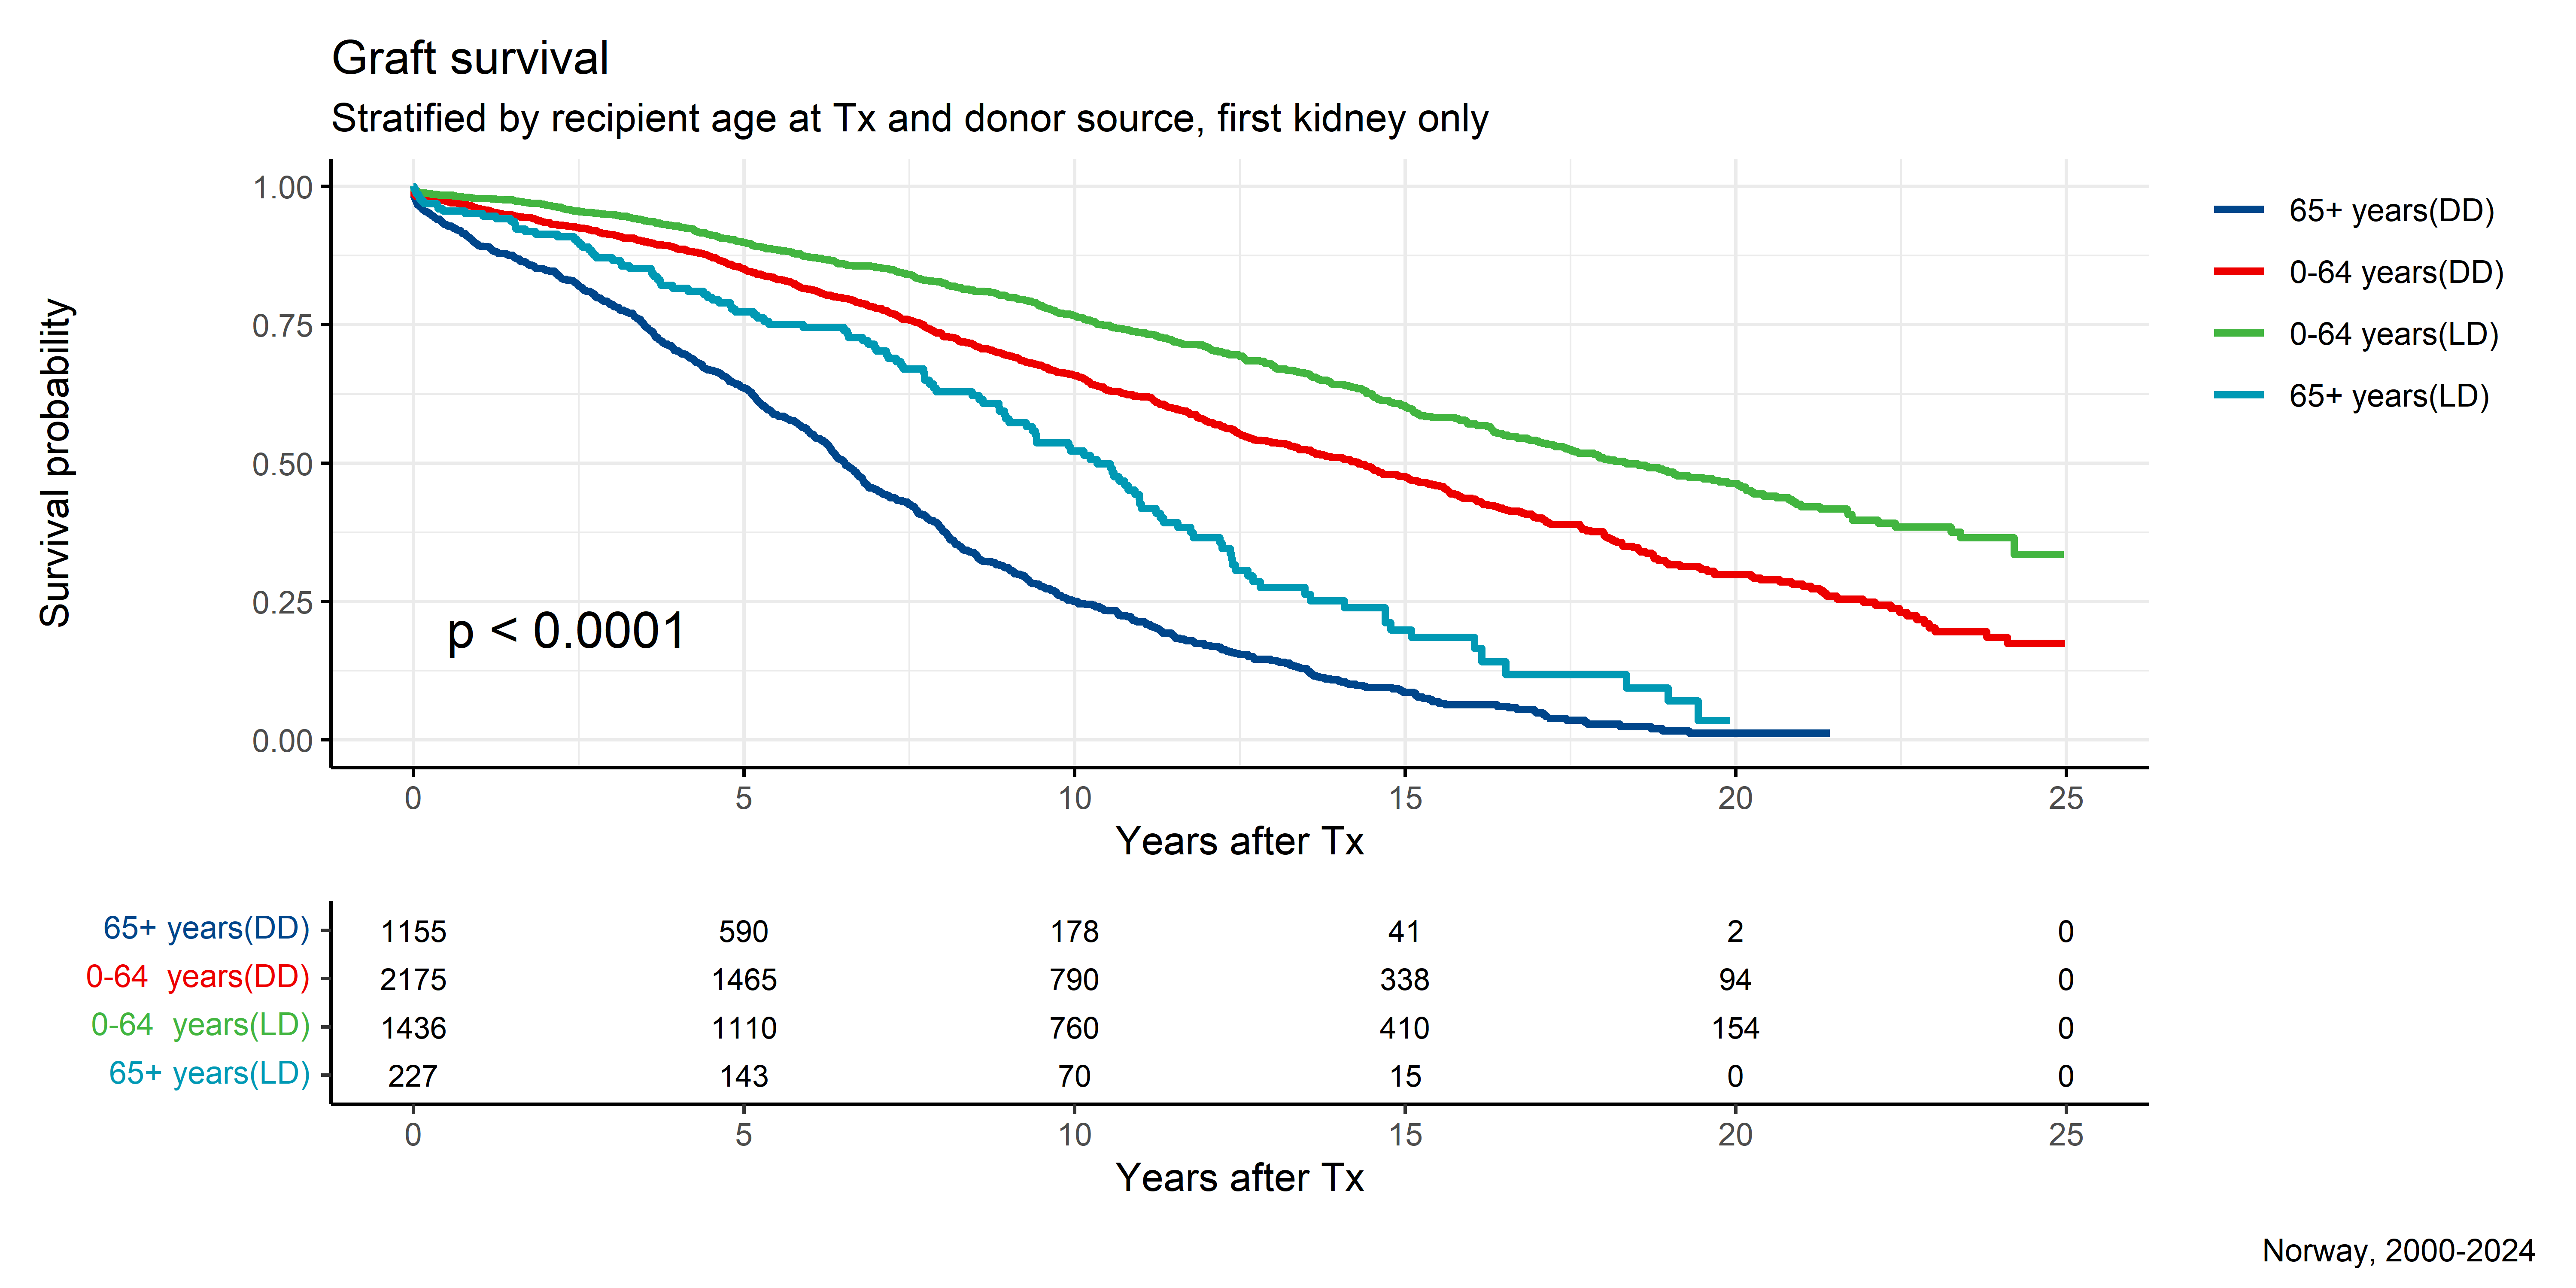 Graft survival
Stratified by recipient age at Tx and donor source, first kidney only
Survival probability
1.00
0.75
0.50
0.25
0.00
p < 0.0001
0 5 10 15 20 25
Years after Tx
65+ years(DD)
0-64 years(DD)
0-64 years(LD)
65+ years(LD)
65+ years(DD) 1155 590 178 41 2 0
0-64 years(DD) 2175 1465 790 338 94 0
0-64 years(LD) 1436 1110 760 410 154 0
65+ years(LD) 227 143 70 15 0 0
0 5 10 15 20 25
Years after Tx
Norway, 2000-2024